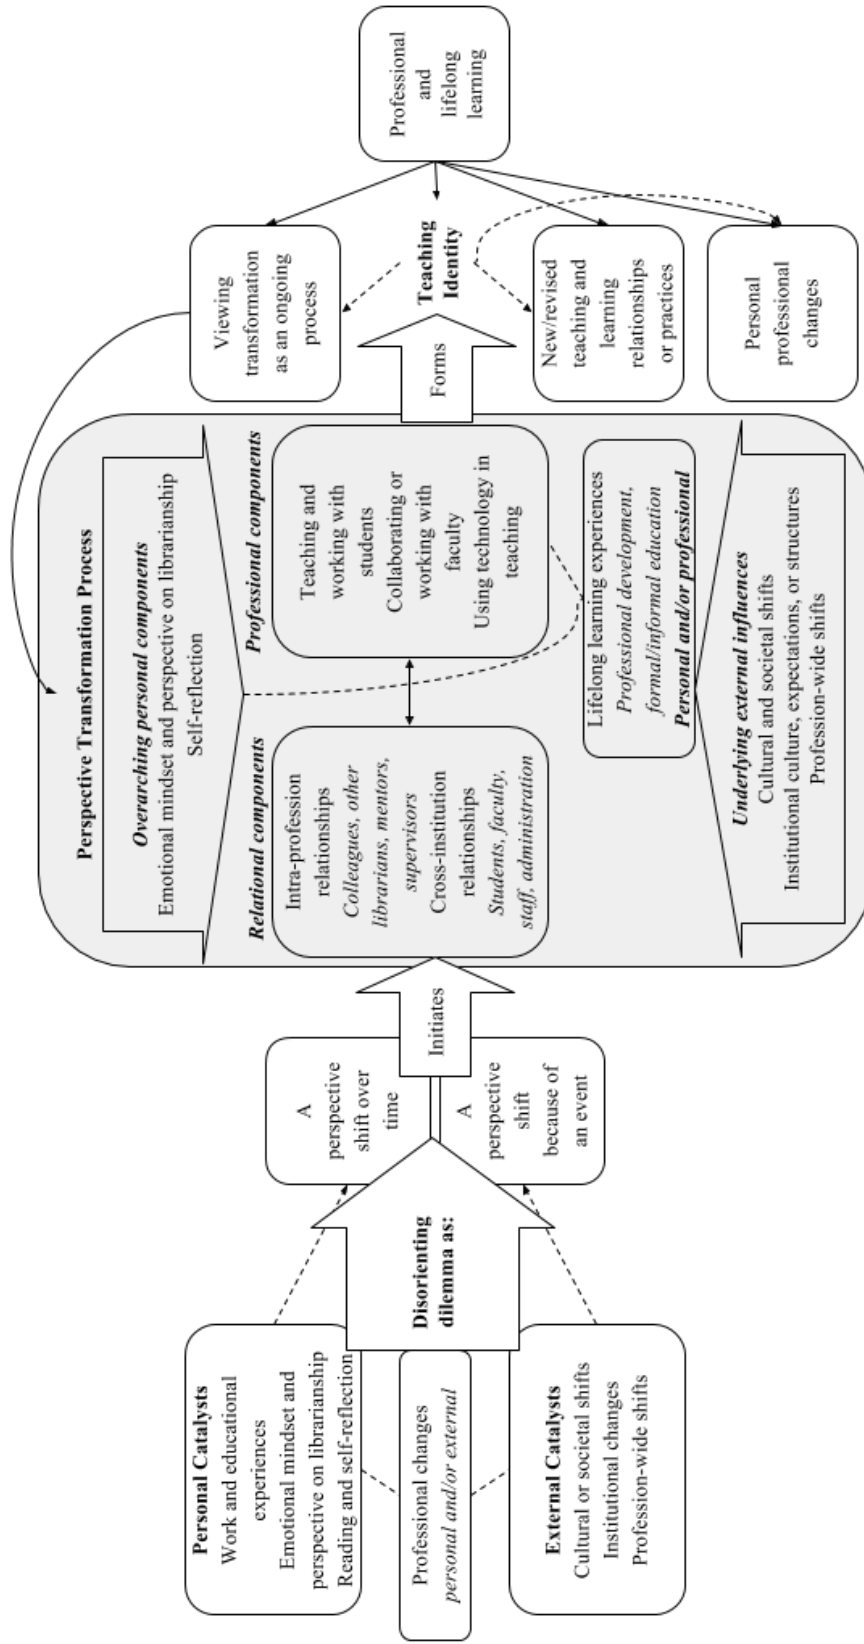 Personal Catalysts
Work and educational
experiences
Emotional mindset and
perspective on librarianship
Reading and self-reflection
Professional changes
personal and/or external
External Catalysts
Cultural or societal shifts
Institutional changes
Profession-wide shifts
Disorienting
dilemma as:
A
perspective
shift over
time
A
perspective
shift
because of
an event
Initiates
Perspective Transformation Process
Overarching personal components
Emotional mindset and perspective on librarianship
Self-reflection
Relational components
Intra-profession
relationships
Colleagues, other
librarians, mentors,
supervisors
Cross-institution
relationships
Students, faculty,
staff, administration
Professional components
Teaching and
working with
students
Collaborating or
working with
faculty
Using technology in
teaching
Lifelong learning experiences
Professional development,
formal/informal education
Personal and/or professional
Underlying external influences
Cultural and societal shifts
Institutional culture, expectations, or structures
Profession-wide shifts
Forms
Viewing
transformation
as an ongoing
process
Teaching
Identity
New/revised
teaching and
learning
relationships
or practices
Personal
professional
changes
Professional
and
lifelong
learning